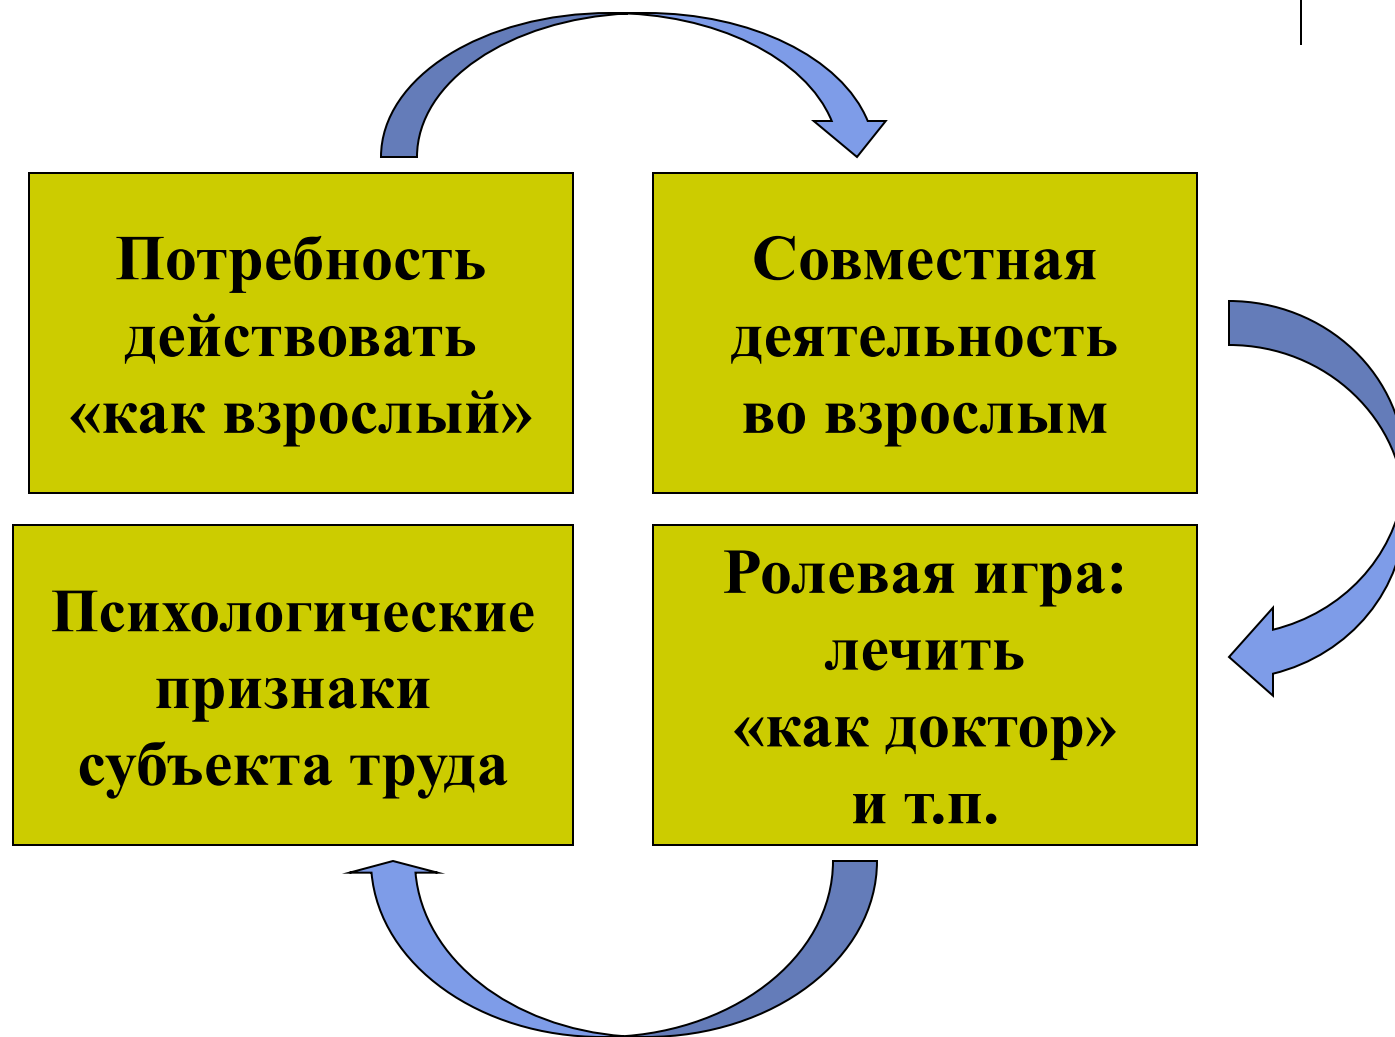 Потребность
действовать
«как взрослый»
Совместная
деятельность
во взрослым
Психологические
признаки
субъекта труда
Ролевая игра:
лечить
«как доктор»
и т.п.